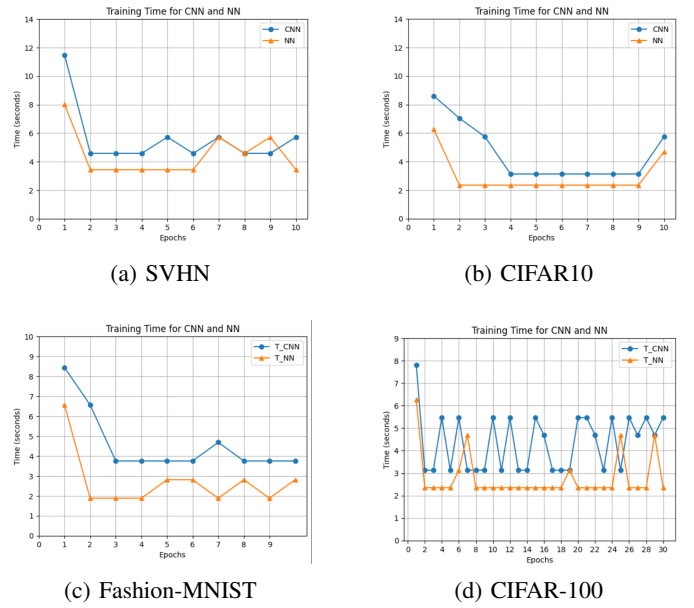 Training Time for CNN and NN
CNN
NN
Time (seconds)
14
12
10
8
6
4
2
0
0 1 2 3 4 5 6 7 8 9 10
Epochs
(a) SVHN
Training Time for CNN and NN
CNN
NN
Time (seconds)
14
12
10
8
6
4
2
0
0 1 2 3 4 5 6 7 8 9 10
Epochs
(b) CIFAR10
Training Time for CNN and NN
T_CNN
T_NN
Time (seconds)
10
9
8
7
6
5
4
3
2
1
0
0 1 2 3 4 5 6 7 8 9
Epochs
(c) Fashion-MNIST
Training Time for CNN and NN
T_CNN
T_NN
Time (seconds)
9
8
7
6
5
4
3
2
1
0
0 2 4 6 8 10 12 14 16 18 20 22 24 26 28 30
Epochs
(d) CIFAR-100